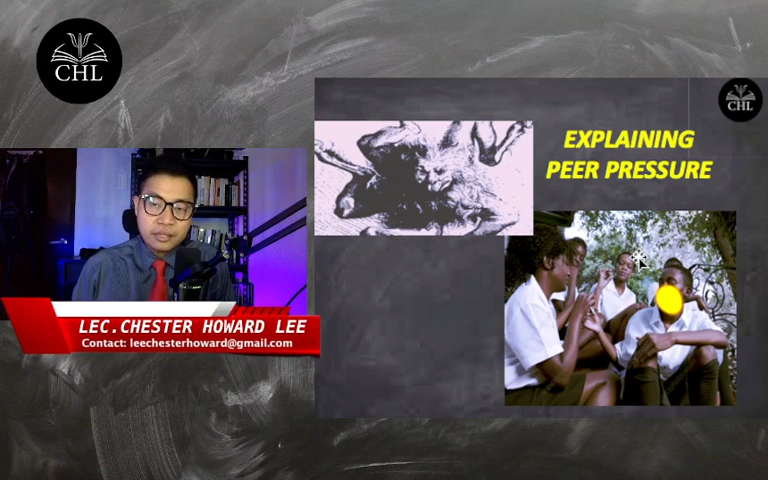 CHL
CHL
EXPLAINING
PEER PRESSURE
LEC.CHESTER HOWARD LEE
Contact: leechesterhoward@gmail.com